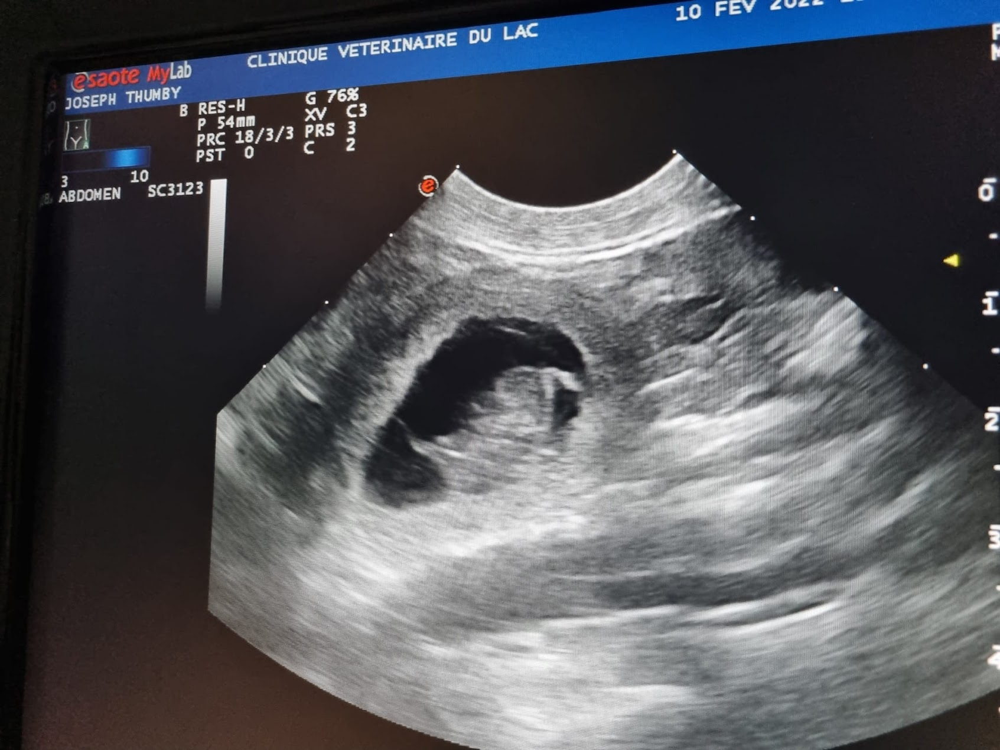 10 FEV 2022
CLINIQUE VETERINAIRE DU LAC
esaote MyLab
JOSEPH THUMBY
B RES-H G 76%
P 54mm XV C3
PRC 18/3/3 PRS 3
PST 0 C 2
3 10
ABDOMEN SC3123
e
0
1
2
3
4